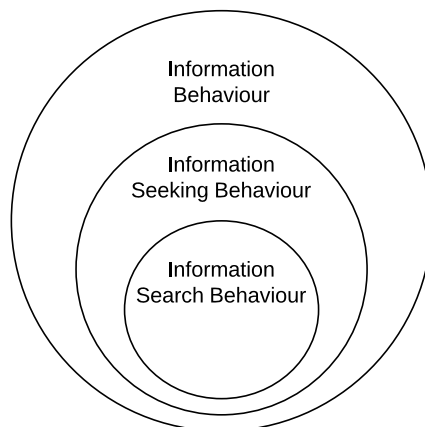 Information
Behaviour
Information
Seeking Behaviour
Information
Search Behaviour